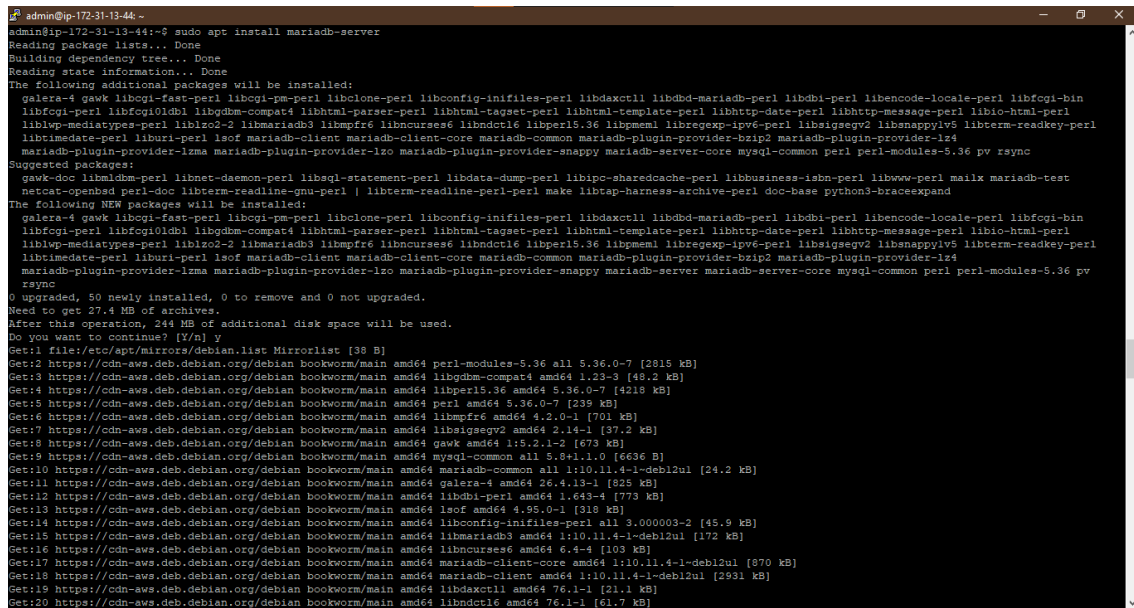 admin@ip-172-31-13-44: ~
admin@ip-172-31-13-44:~$ sudo apt install mariadb-server
Reading package lists... Done
Building dependency tree... Done
Reading state information... Done
The following additional packages will be installed:
galera-4 gawk libcgi-fast-perl libcgi-pm-perl libclone-perl libconfig-inifiles-perl libdaxctl1 libdbd-mariadb-perl libdbi-perl libencode-locale-perl libfcgi-bin
libfcgi-perl libfcgi0ldbl libgdbm-compat4 libhtml-parser-perl libhtml-tagset-perl libhtml-template-perl libhttp-date-perl libhttp-message-perl libio-html-perl
liblwp-mediatypes-perl liblzo2-2 libmariadb3 libmpfr6 libncurses6 libndctl6 libperl5.36 libpmem1 libregexp-ipv6-perl libsigsegv2 libsnappy1v5 libterm-readkey-perl
libtimedate-perl liburi-perl lsof mariadb-client mariadb-client-core mariadb-common mariadb-plugin-provider-bzip2 mariadb-plugin-provider-lz4
mariadb-plugin-provider-lzma mariadb-plugin-provider-lzo mariadb-plugin-provider-snappy mariadb-server-core mysql-common perl perl-modules-5.36 pv rsync
Suggested packages:
gawk-doc libmldbm-perl libnet-daemon-perl libsql-statement-perl libdata-dump-perl libipc-sharedcache-perl libbusiness-isbn-perl libwww-perl mailx mariadb-test
netcat-openbsd perl-doc libterm-readline-gnu-perl | libterm-readline-perl-perl make libtap-harness-archive-perl doc-base python3-braceexpand
The following NEW packages will be installed:
galera-4 gawk libcgi-fast-perl libcgi-pm-perl libclone-perl libconfig-inifiles-perl libdaxctl1 libdbd-mariadb-perl libdbi-perl libencode-locale-perl libfcgi-bin
libfcgi-perl libfcgi0ldbl libgdbm-compat4 libhtml-parser-perl libhtml-tagset-perl libhtml-template-perl libhttp-date-perl libhttp-message-perl libio-html-perl
liblwp-mediatypes-perl liblzo2-2 libmariadb3 libmpfr6 libncurses6 libndctl6 libperl5.36 libpmem1 libregexp-ipv6-perl libsigsegv2 libsnappy1v5 libterm-readkey-perl
libtimedate-perl liburi-perl lsof mariadb-client mariadb-client-core mariadb-common mariadb-plugin-provider-bzip2 mariadb-plugin-provider-lz4
mariadb-plugin-provider-lzma mariadb-plugin-provider-lzo mariadb-plugin-provider-snappy mariadb-server mariadb-server-core mysql-common perl perl-modules-5.36 pv
rsync
0 upgraded, 50 newly installed, 0 to remove and 0 not upgraded.
Need to get 27.4 MB of archives.
After this operation, 244 MB of additional disk space will be used.
Do you want to continue? [Y/n] y
Get:1 file:/etc/apt/mirrors/debian.list Mirrorlist [38 B]
Get:2 https://cdn-aws.deb.debian.org/debian bookworm/main amd64 perl-modules-5.36 all 5.36.0-7 [2815 kB]
Get:3 https://cdn-aws.deb.debian.org/debian bookworm/main amd64 libgdbm-compat4 amd64 1.23-3 [48.2 kB]
Get:4 https://cdn-aws.deb.debian.org/debian bookworm/main amd64 libperl5.36 amd64 5.36.0-7 [4218 kB]
Get:5 https://cdn-aws.deb.debian.org/debian bookworm/main amd64 perl amd64 5.36.0-7 [239 kB]
Get:6 https://cdn-aws.deb.debian.org/debian bookworm/main amd64 libmpfr6 amd64 4.2.0-1 [701 kB]
Get:7 https://cdn-aws.deb.debian.org/debian bookworm/main amd64 libsigsegv2 amd64 2.14-1 [37.2 kB]
Get:8 https://cdn-aws.deb.debian.org/debian bookworm/main amd64 gawk amd64 1:5.2.1-2 [673 kB]
Get:9 https://cdn-aws.deb.debian.org/debian bookworm/main amd64 mysql-common all 5.8+1.1.0 [6636 B]
Get:10 https://cdn-aws.deb.debian.org/debian bookworm/main amd64 mariadb-common all 1:10.11.4-1~deb12u1 [24.2 kB]
Get:11 https://cdn-aws.deb.debian.org/debian bookworm/main amd64 galera-4 amd64 26.4.13-1 [825 kB]
Get:12 https://cdn-aws.deb.debian.org/debian bookworm/main amd64 libdbi-perl amd64 1.643-4 [773 kB]
Get:13 https://cdn-aws.deb.debian.org/debian bookworm/main amd64 lsof amd64 4.95.0-1 [318 kB]
Get:14 https://cdn-aws.deb.debian.org/debian bookworm/main amd64 libconfig-inifiles-perl all 3.000003-2 [45.9 kB]
Get:15 https://cdn-aws.deb.debian.org/debian bookworm/main amd64 libmariadb3 amd64 1:10.11.4-1~deb12u1 [172 kB]
Get:16 https://cdn-aws.deb.debian.org/debian bookworm/main amd64 libncurses6 amd64 6.4-4 [103 kB]
Get:17 https://cdn-aws.deb.debian.org/debian bookworm/main amd64 mariadb-client-core amd64 1:10.11.4-1~deb12u1 [870 kB]
Get:18 https://cdn-aws.deb.debian.org/debian bookworm/main amd64 mariadb-client amd64 1:10.11.4-1~deb12u1 [2931 kB]
Get:19 https://cdn-aws.deb.debian.org/debian bookworm/main amd64 libdaxctl1 amd64 76.1-1 [21.1 kB]
Get:20 https://cdn-aws.deb.debian.org/debian bookworm/main amd64 libndctl6 amd64 76.1-1 [61.7 kB]